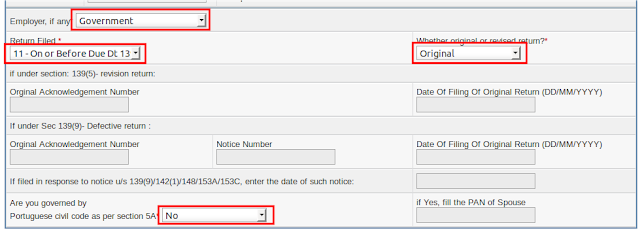 Employer, if any Government
Return Filed * Whether original or revised return?*
11 - On or Before Due Dt 13 Original
if under section: 139(5)- revision return:
Orginal Acknowledgement Number Date Of Filing Of Original Return (DD/MM/YYYY)
If under Sec 139(9)- Defective return :
Orginal Acknowledgement Number Notice Number Date Of Filing Of Original Return (DD/MM/YYYY)
If filed in response to notice u/s 139(9)/142(1)/148/153A/153C, enter the date of such notice:
Are you governed by if Yes, fill the PAN of Spouse
Portuguese civil code as per section 5A* No